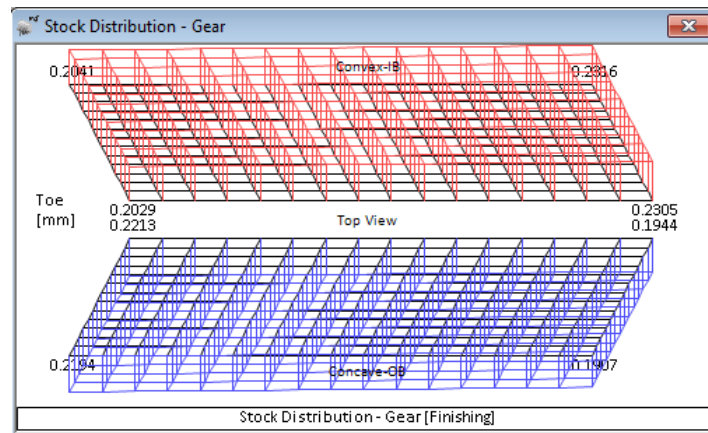 Stock Distribution - Gear
0.2041 Convex-IB 0.2316
Toe
[mm]
0.2029 0.2305
0.2213 Top View 0.1944
0.2194 Concave-OB 0.1907
Stock Distribution - Gear [Finishing]